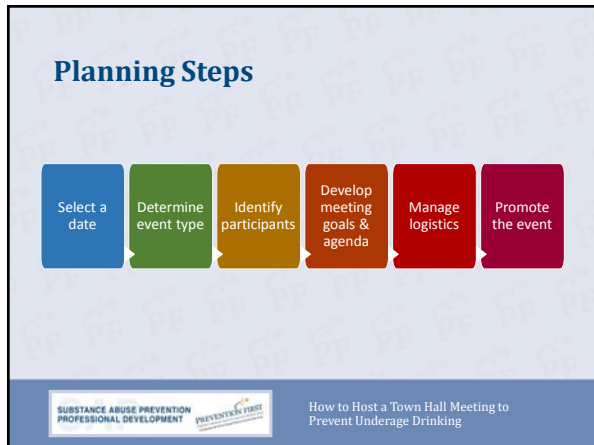 Planning Steps
Select a
date
Determine
event type
Identify
participants
Develop
meeting
goals &
agenda
Manage
logistics
Promote
the event
SUBSTANCE ABUSE PREVENTION
PROFESSIONAL DEVELOPMENT
PREVENTION FIRST
How to Host a Town Hall Meeting to
Prevent Underage Drinking